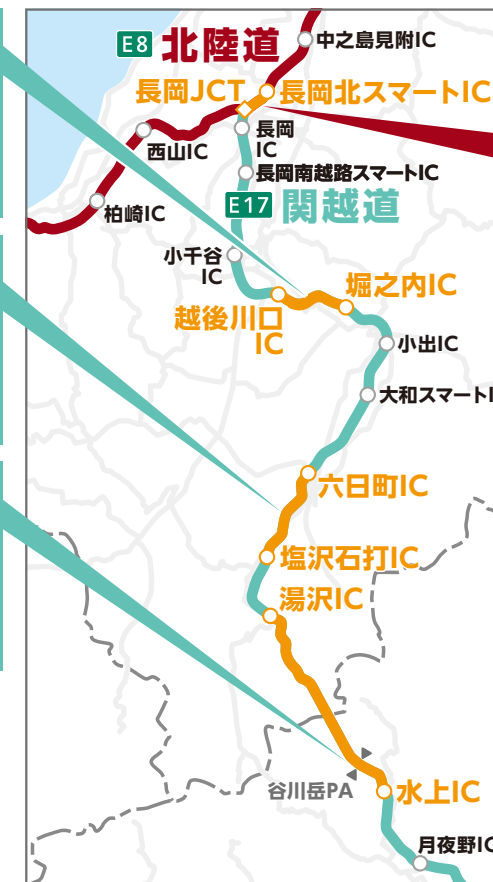 E8 北陸道
中之島見附IC
長岡JCT
長岡北スマートIC
長岡
IC
西山IC
長岡南越路スマートIC
柏崎IC
E17 関越道
小千谷
IC
堀之内IC
越後川口
IC
小出IC
大和スマートI
六日町IC
塩沢石打IC
湯沢IC
谷川岳PA
水上IC
月夜野IC